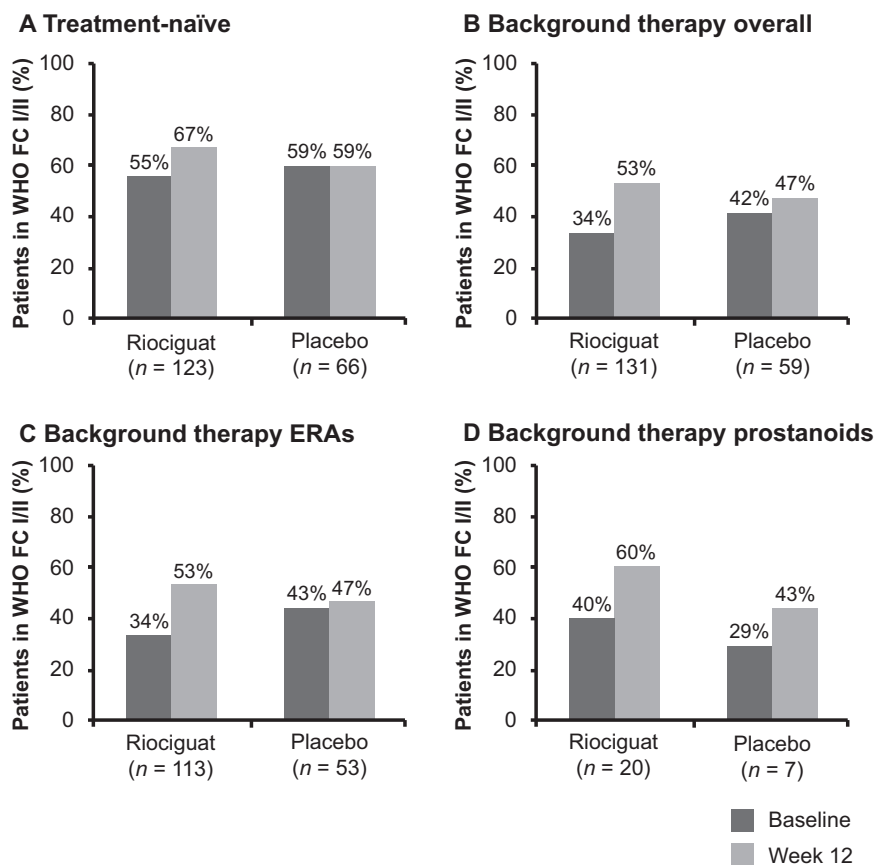 A Treatment-naïve
Patients in WHO FC I/II (%)
100
80
60
40
20
0
55%
67%
59%
59%
Riociguat
(n = 123)
Placebo
(n = 66)
B Background therapy overall
Patients in WHO FC I/II (%)
100
80
60
40
20
0
34%
53%
42%
47%
Riociguat
(n = 131)
Placebo
(n = 59)
C Background therapy ERAs
Patients in WHO FC I/II (%)
100
80
60
40
20
0
34%
53%
43%
47%
Riociguat
(n = 113)
Placebo
(n = 53)
D Background therapy prostanoids
Patients in WHO FC I/II (%)
100
80
60
40
20
0
40%
60%
29%
43%
Riociguat
(n = 20)
Placebo
(n = 7)
Baseline
Week 12